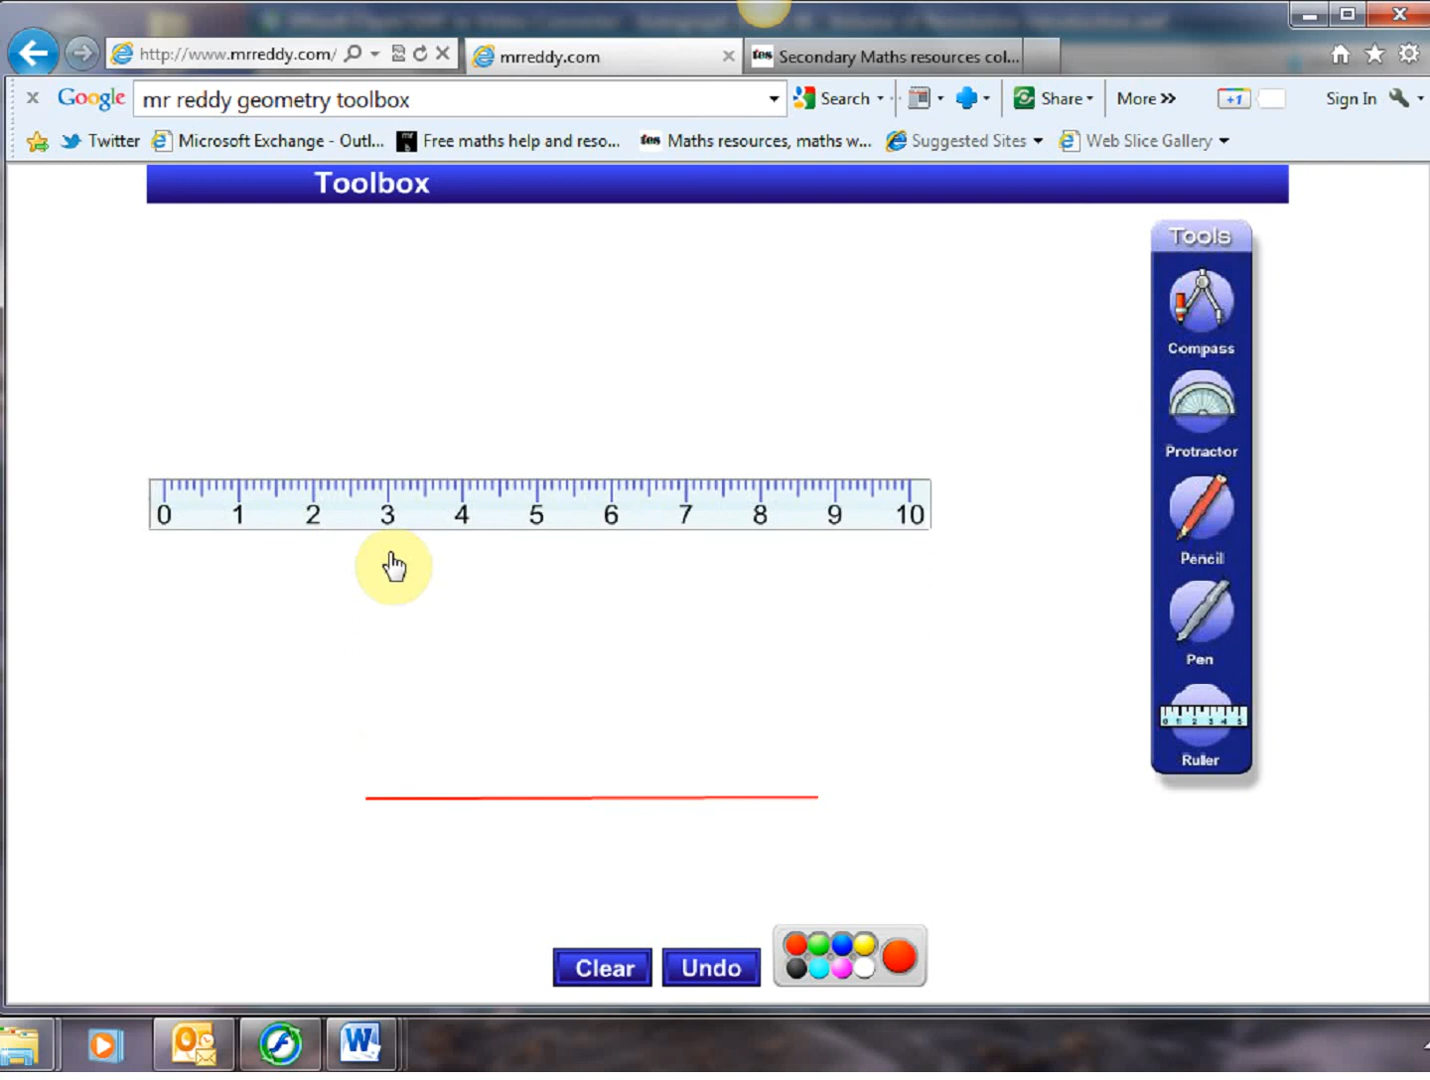 http://www.mrreddy.com/
mrreddy.com
tes Secondary Maths resources col...
x Google mr reddy geometry toolbox Search Share More >> +1 Sign In
Twitter Microsoft Exchange - Outl... Free maths help and reso... tes Maths resources, maths w... Suggested Sites Web Slice Gallery
Toolbox
Tools
Compass
Protractor
Pencil
Pen
Ruler
0 1 2 3 4 5 6 7 8 9 10
Clear Undo